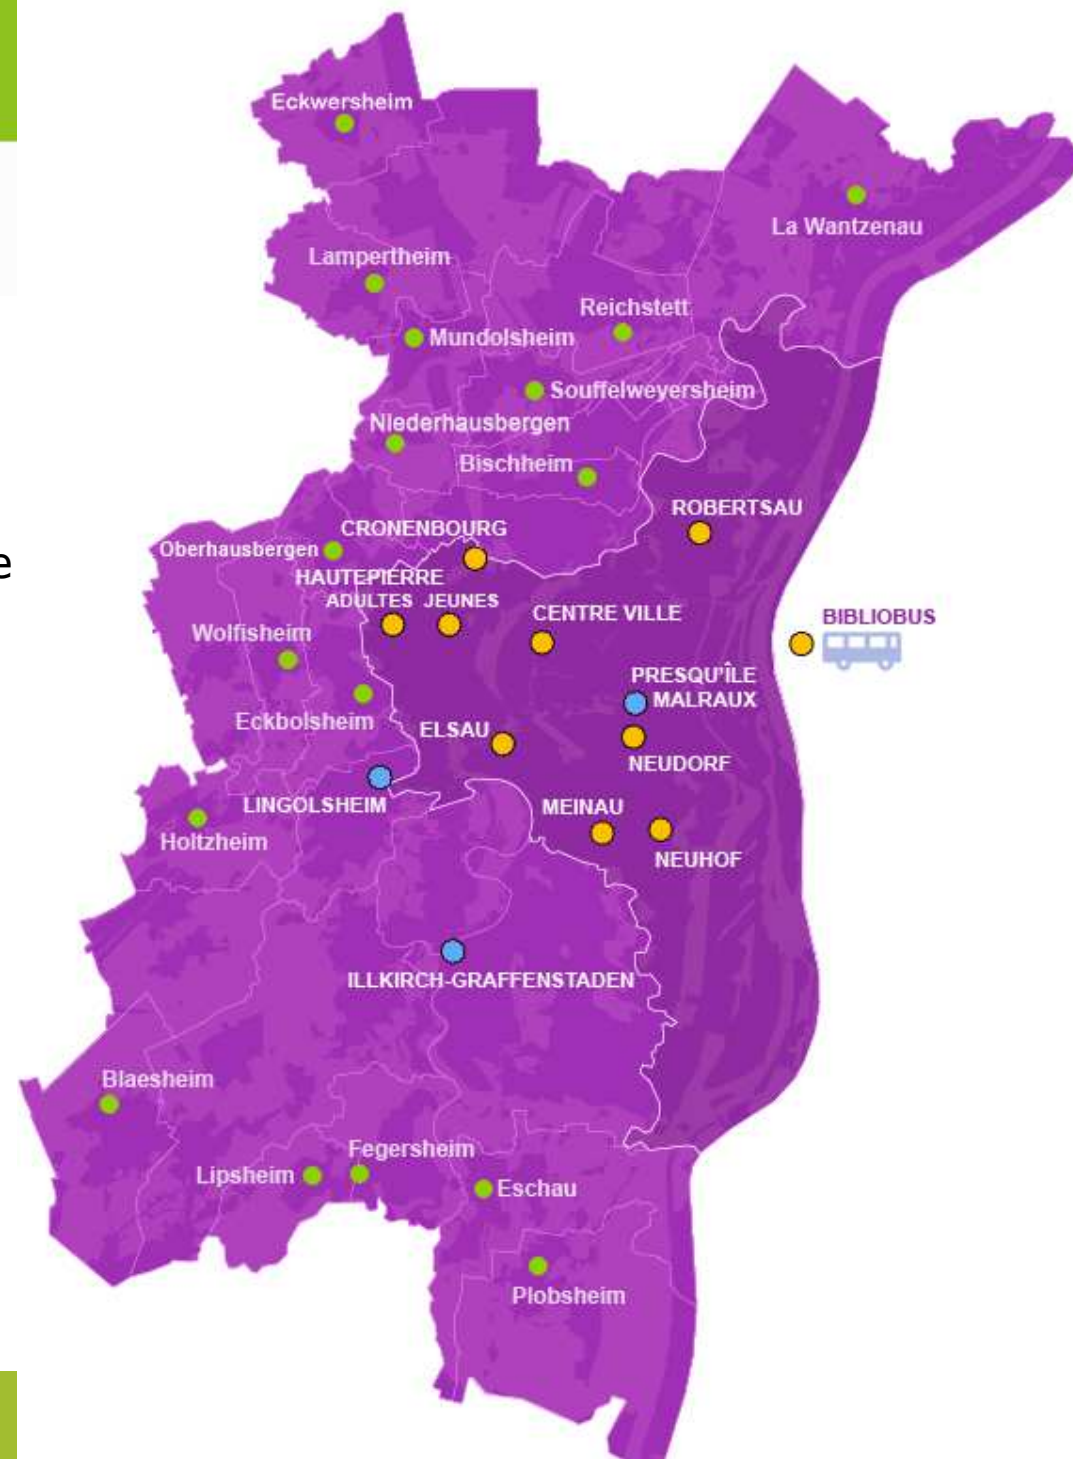 Eckwersheim
La Wantzenau
Lampertheim
Reichstett
Mundolsheim
Souffelweyersheim
Niederhausbergen
Bischheim
ROBERTSAU
CRONENBOURG
Oberhausbergen
e
HAUTEPIERRE
ADULTES JEUNES
CENTRE VILLE
BIBLIOBUS
Wolfisheim
PRESQU'ÎLE
MALRAUX
Eckbolsheim
ELSAU
NEUDORF
LINGOLSHEIM
MEINAU
Holtzheim
NEUHOF
ILLKIRCH-GRAFFENSTADEN
Blaesheim
Fegersheim
Lipsheim
Eschau
Plobsheim